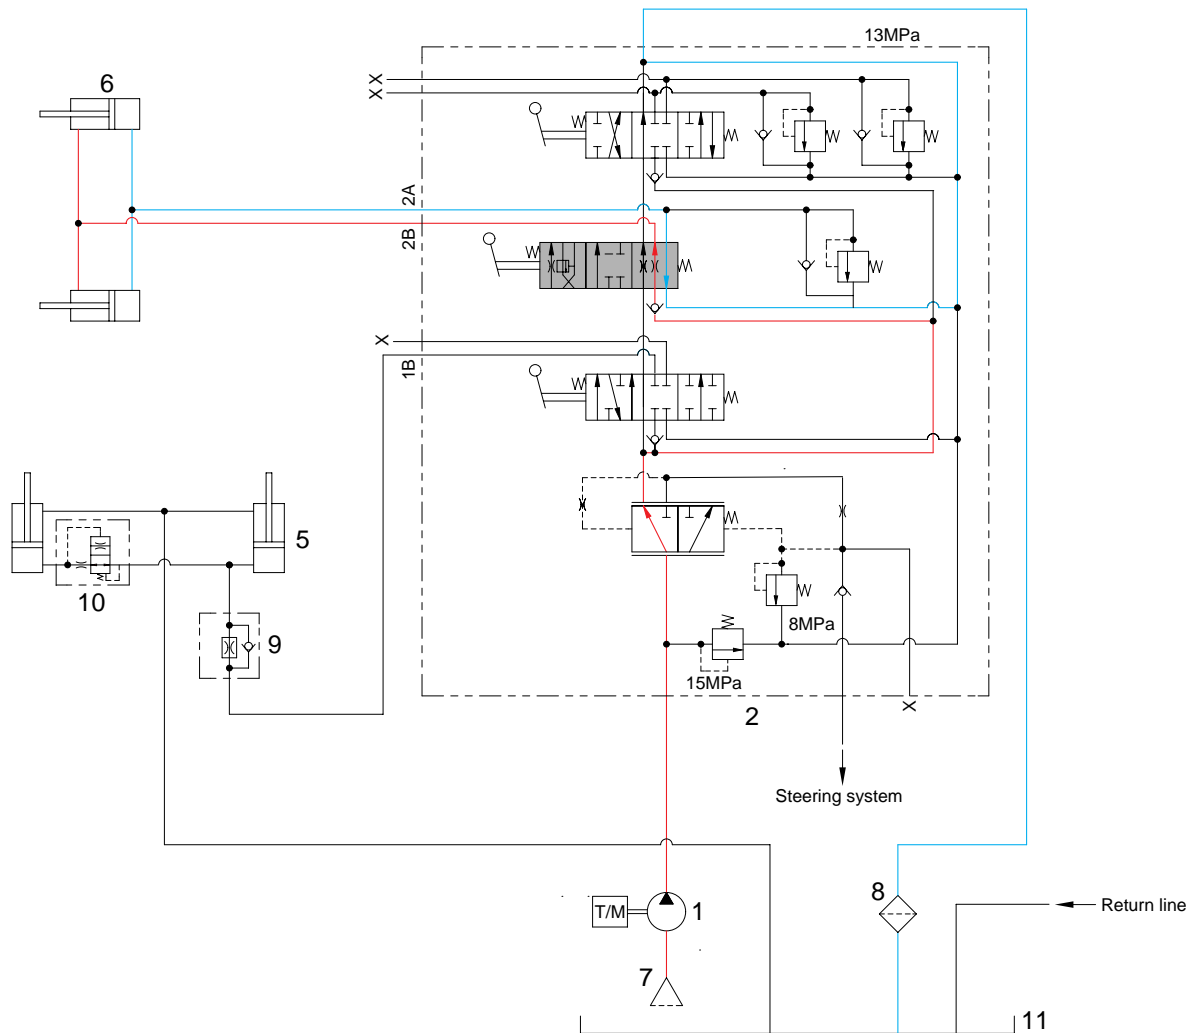 13MPa
6
X
X
2A
2B
X
1B
5
10
9
8MPa
15MPa
2
X
Steering system
8
T/M
1
Return line
7
11